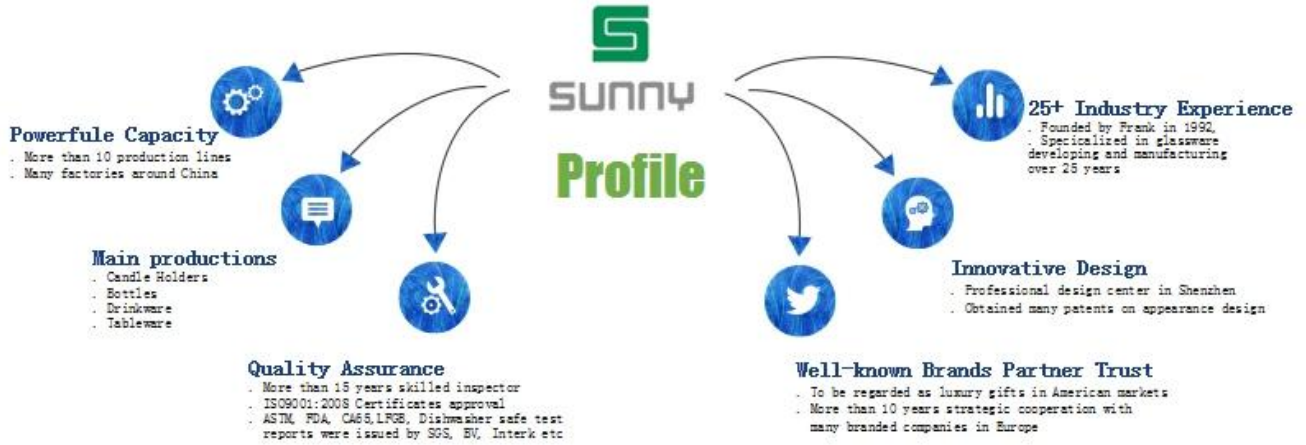 SUNNY
Profile
Powerfule Capacity
. More than 10 production lines
. Many factories around China
Main productions
. Candle Holders
. Bottles
. Drinkware
. Tableware
Quality Assurance
. More than 15 years skilled inspector
. ISO9001:2008 Certificates approval
. ASTM, FDA, CA65,LFGB, Dishwasher safe test
reports were issued by SGS, BV, Interk etc
25+ Industry Experience
. Founded by Frank in 1992,
. Specicalized in glassware
developing and manufacturing
over 25 years
Innovative Design
. Professional design center in Shenzhen
. Obtained many patents on appearance design
Well-known Brands Partner Trust
. To be regarded as luxury gifts in American markets
. More than 10 years strategic cooperation with
many branded companies in Europe